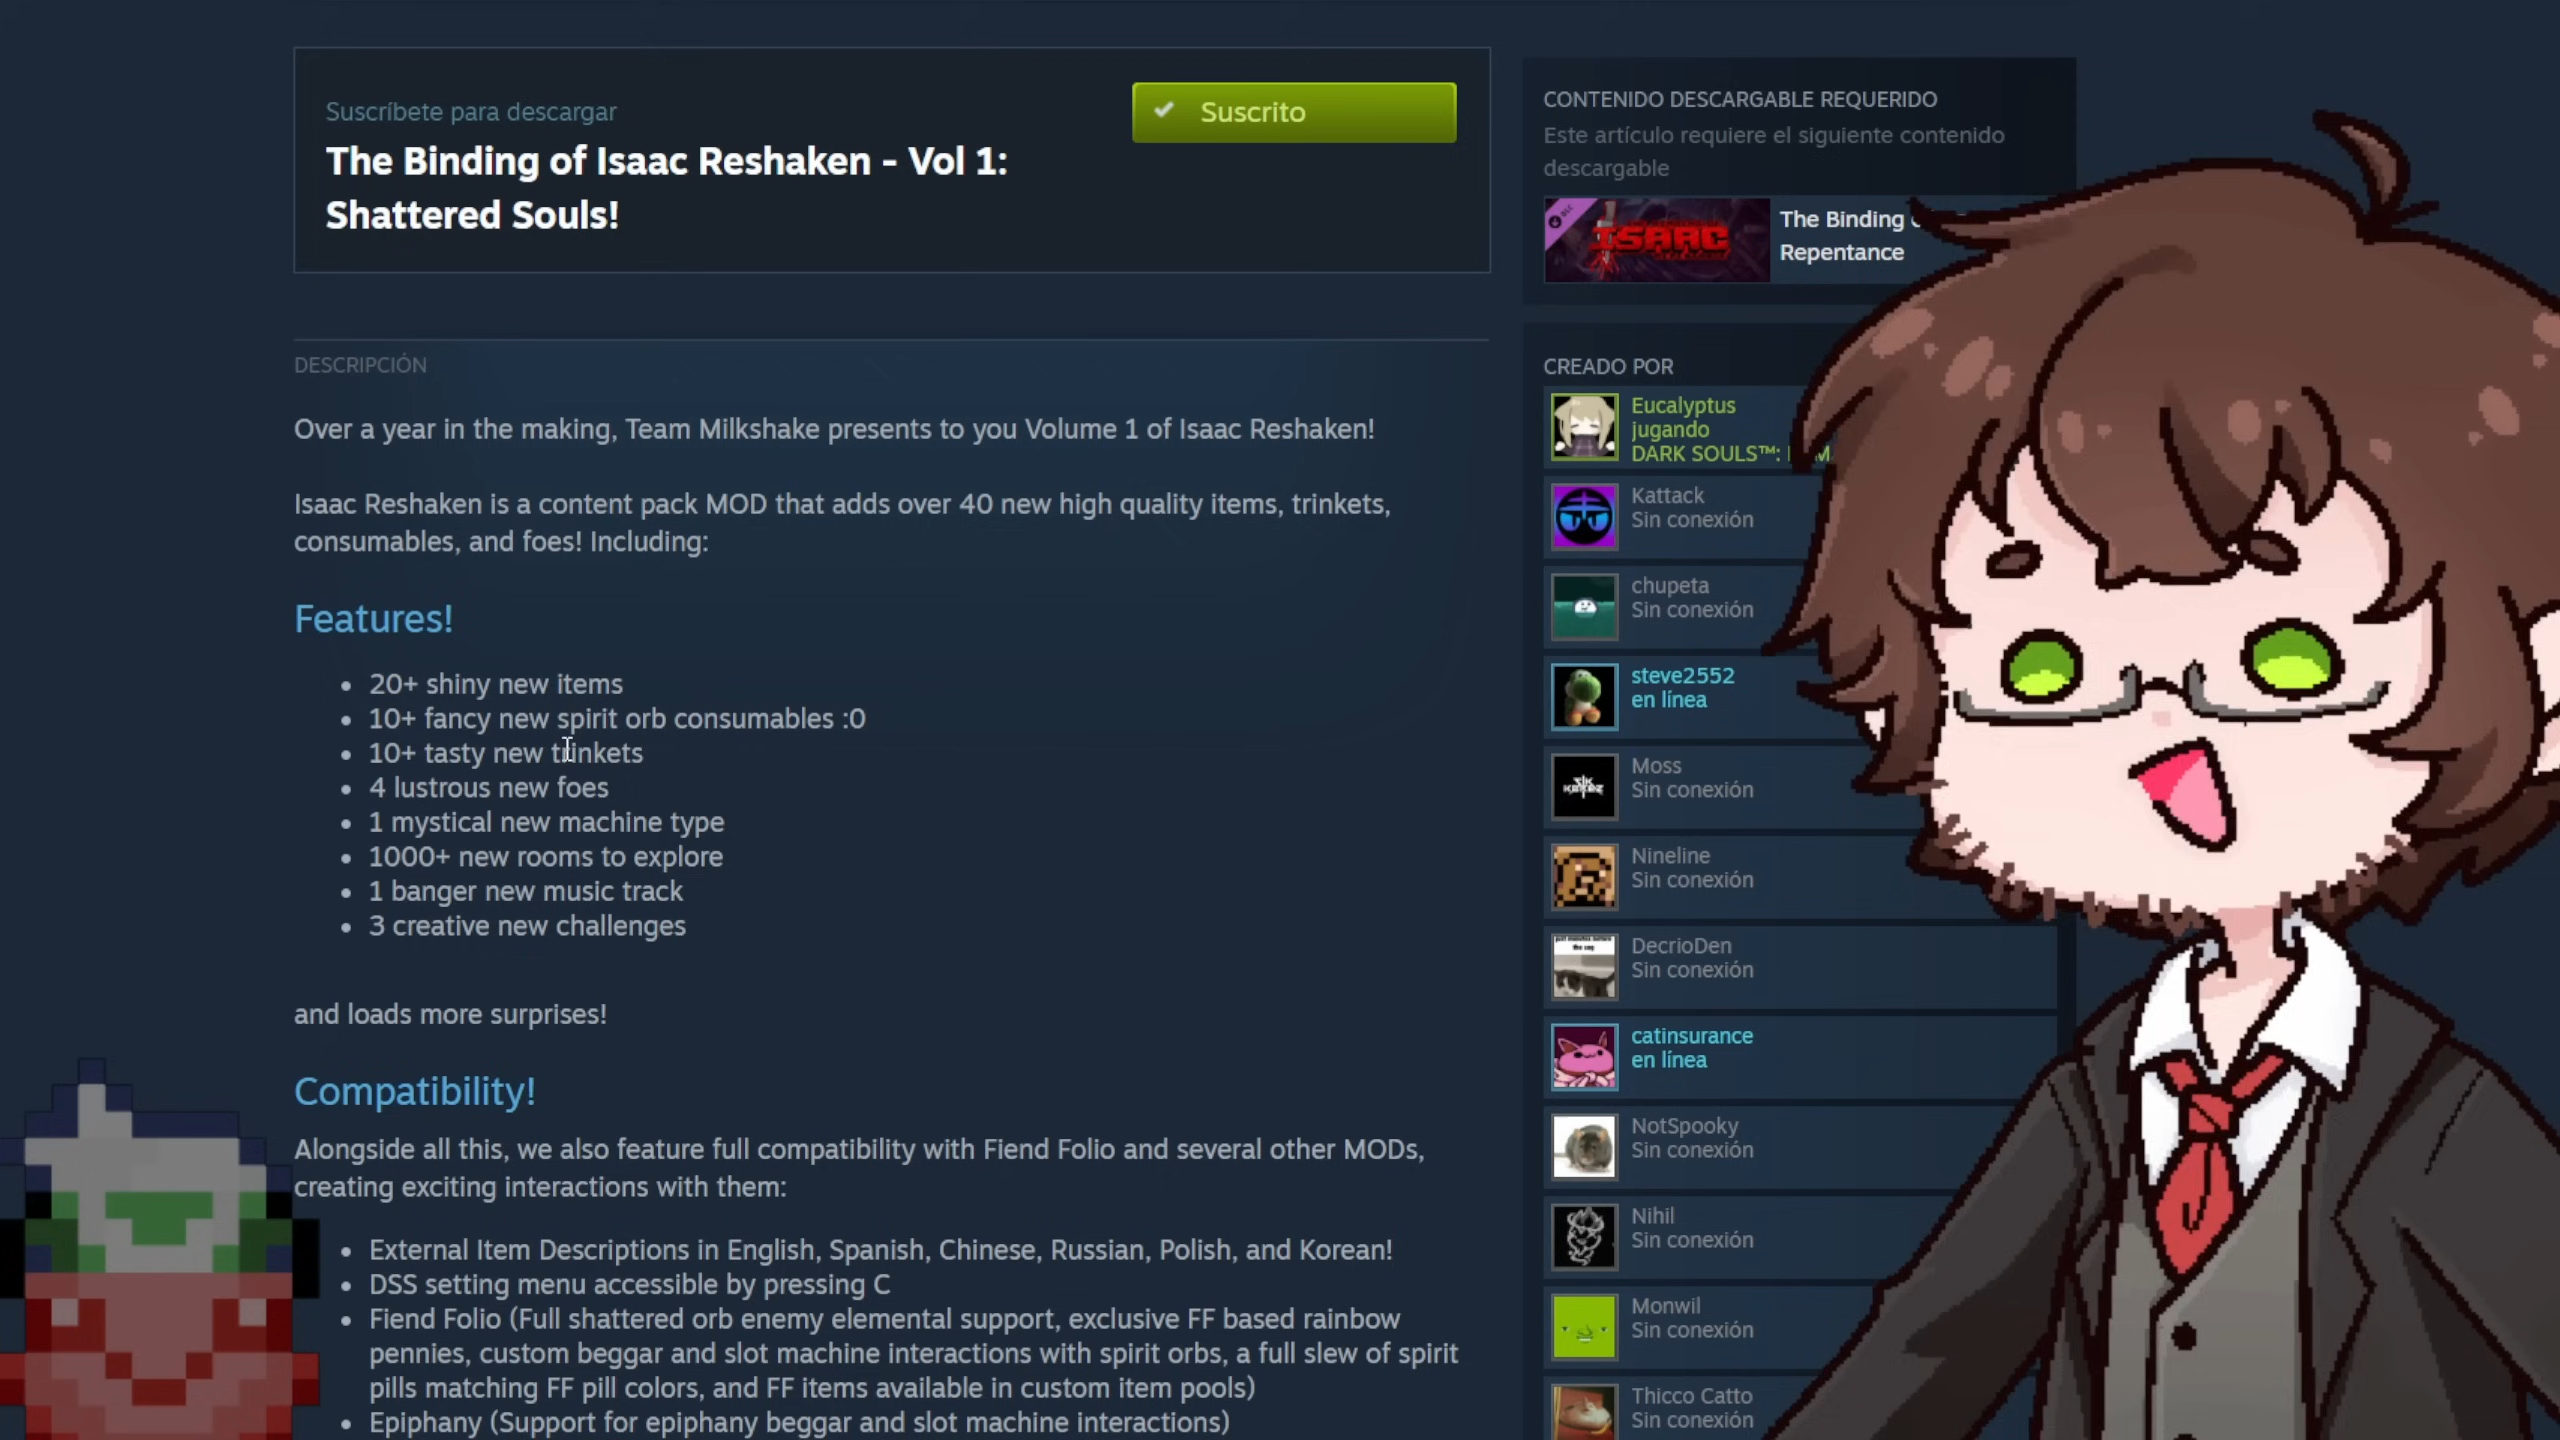 Suscríbete para descargar
The Binding of Isaac Reshaken - Vol 1:
Shattered Souls!
Suscrito
DESCRIPCIÓN
Over a year in the making, Team Milkshake presents to you Volume 1 of Isaac Reshaken!
Isaac Reshaken is a content pack MOD that adds over 40 new high quality items, trinkets,
consumables, and foes! Including:
Features!
20+ shiny new items
10+ fancy new spirit orb consumables :0
10+ tasty new trinkets
4 lustrous new foes
1 mystical new machine type
1000+ new rooms to explore
1 banger new music track
3 creative new challenges
and loads more surprises!
Compatibility!
Alongside all this, we also feature full compatibility with Fiend Folio and several other MODs,
creating exciting interactions with them:
External Item Descriptions in English, Spanish, Chinese, Russian, Polish, and Korean!
DSS setting menu accessible by pressing C
Fiend Folio (Full shattered orb enemy elemental support, exclusive FF based rainbow
pennies, custom beggar and slot machine interactions with spirit orbs, a full slew of spirit
pills matching FF pill colors, and FF items available in custom item pools)
Epiphany (Support for epiphany beggar and slot machine interactions)
CONTENIDO DESCARGABLE REQUERIDO
Este artículo requiere el siguiente contenido
descargable
ISAAC
The Binding
Repentance
CREADO POR
Eucalyptus
jugando
DARK SOULS™:
Kattack
Sin conexión
chupeta
Sin conexión
steve2552
en línea
Moss
Sin conexión
Nineline
Sin conexión
DecrioDen
Sin conexión
catinsurance
en línea
NotSpooky
Sin conexión
Nihil
Sin conexión
Monwil
Sin conexión
Thicco Catto
Sin conexión